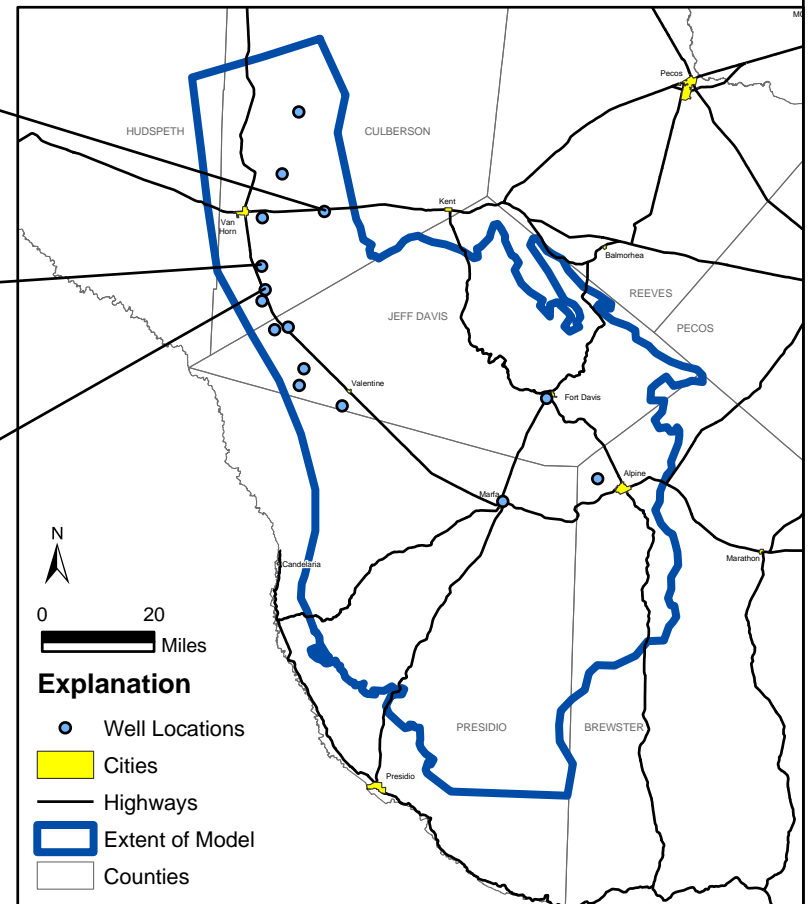 MC
Pecos
HUDSPETH
CULBERSON
Kent
Van
Horn
Balmorhea
REEVES
JEFF DAVIS
PECOS
Valentine
Fort Davis
Alpine
Marfa
N
Marathon
Candelaria
0 20
Miles
Explanation
Well Locations
PRESIDIO
BREWSTER
Cities
Presidio
Highways
Extent of Model
Counties